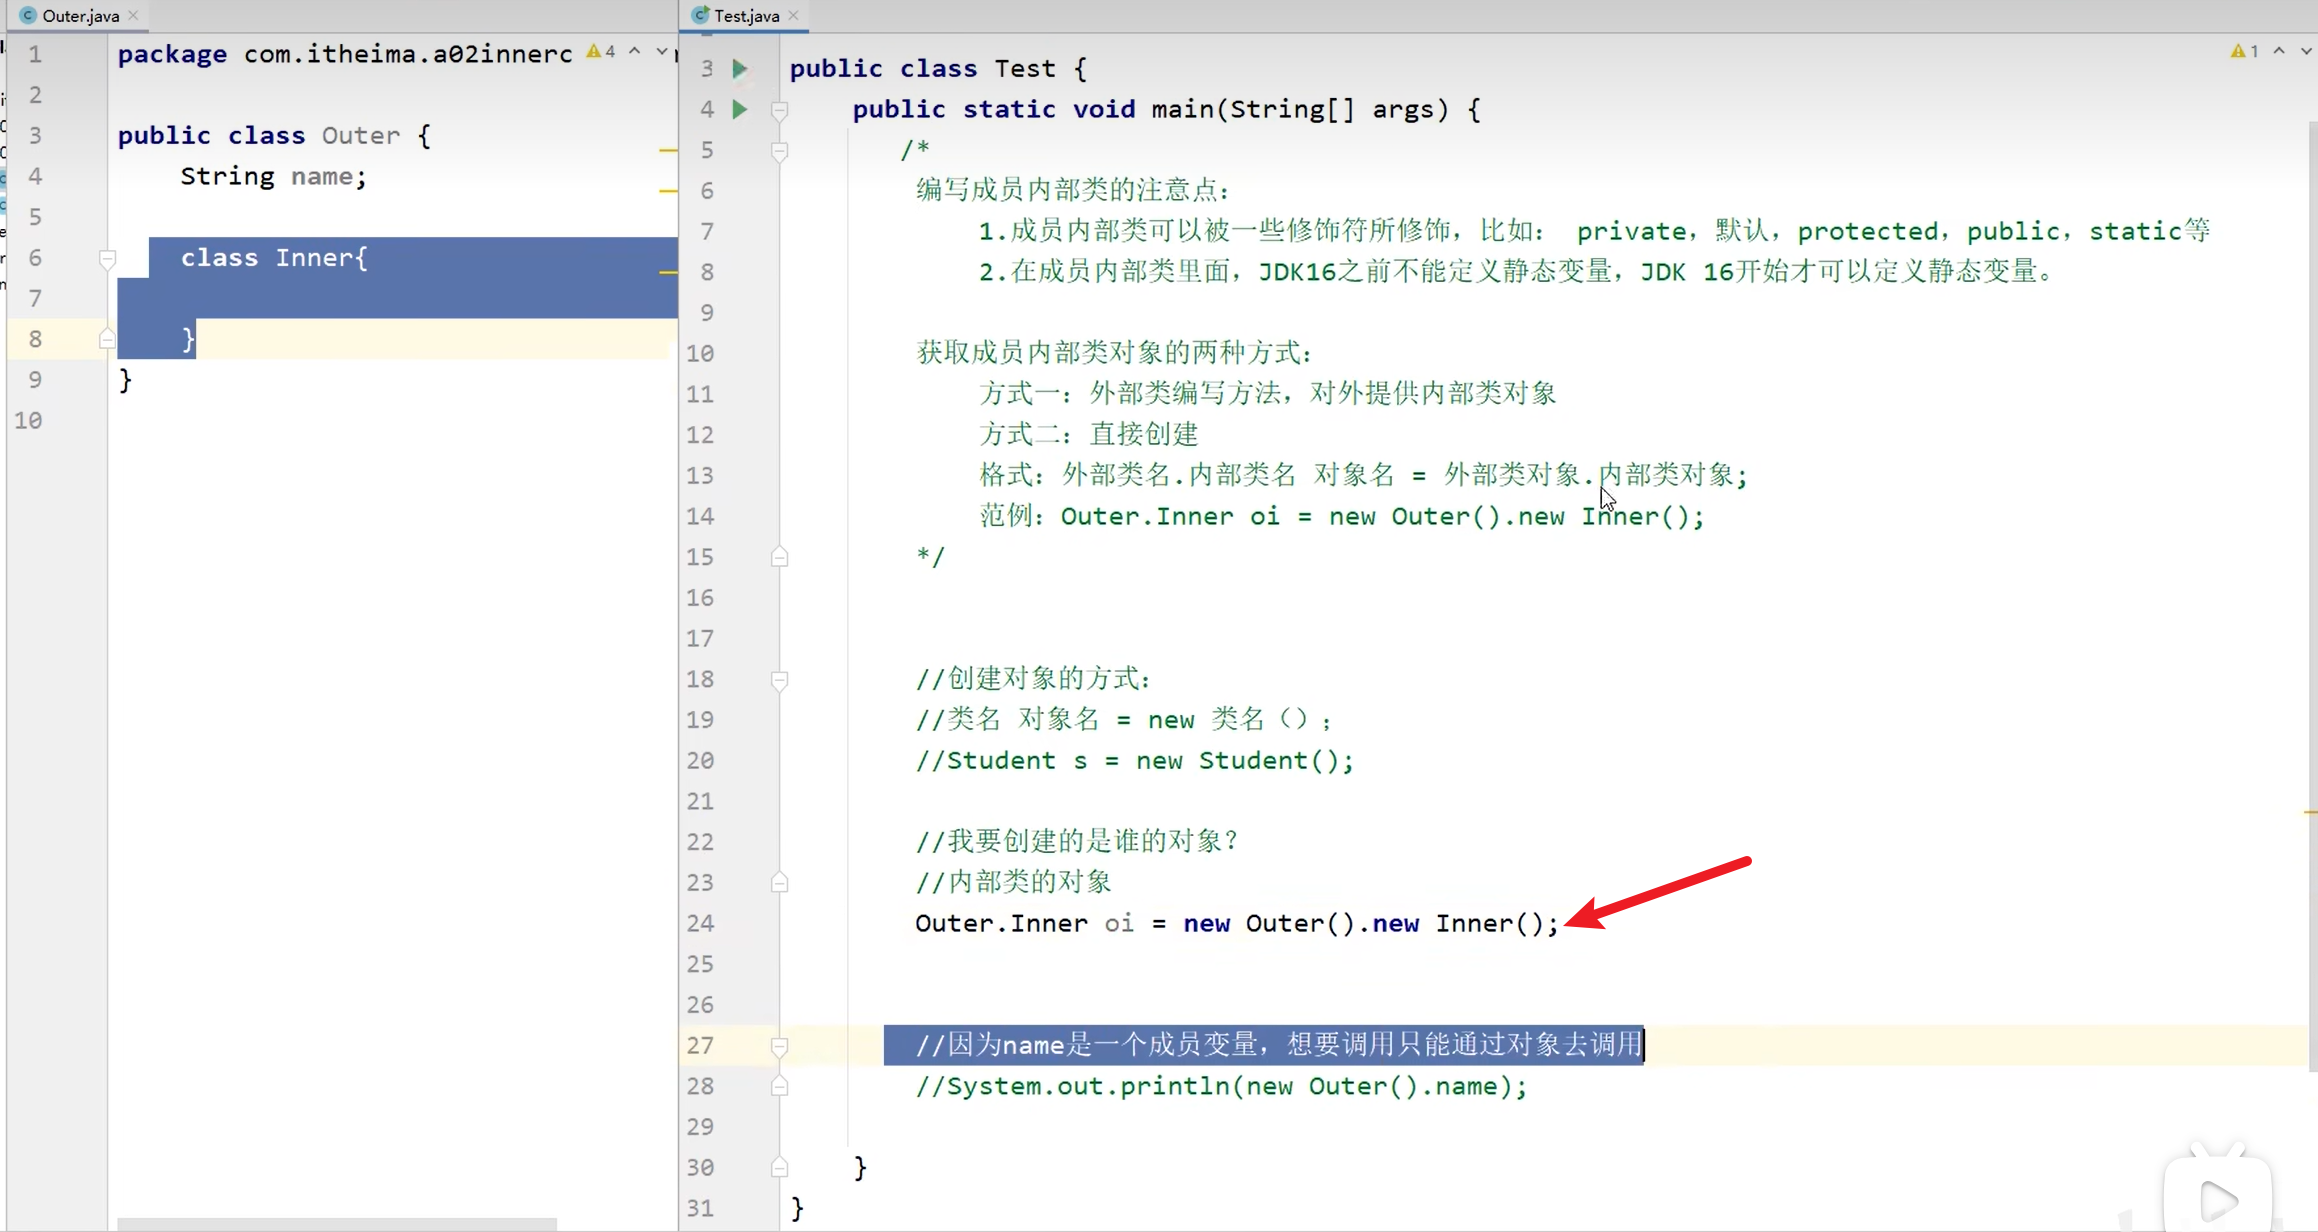 Outer.java
1 package com.itheima.a02innerc
4
2
3 public class Outer {
4 String name;
5
6 class Inner{
7
8 }
9 }
10
Test.java
1
3 public class Test {
4 public static void main(String[] args) {
5 /*
6 编写成员内部类的注意点：
7 1.成员内部类可以被一些修饰符所修饰，比如： private，默认，protected，public，static等
8 2.在成员内部类里面，JDK16之前不能定义静态变量，JDK 16开始才可以定义静态变量。
9
10 获取成员内部类对象的两种方式：
11 方式一：外部类编写方法，对外提供内部类对象
12 方式二：直接创建
13 格式：外部类名.内部类名 对象名 = 外部类对象.内部类对象;
14 范例：Outer.Inner oi = new Outer().new Inner();
15 */
16
17
18 //创建对象的方式：
19 //类名 对象名 = new 类名（）；
20 //Student s = new Student();
21
22 //我要创建的是谁的对象？
23 //内部类的对象
24 Outer.Inner oi = new Outer().new Inner();
25
26
27 //因为name是一个成员变量，想要调用只能通过对象去调用
28 //System.out.println(new Outer().name);
29
30 }
31 }